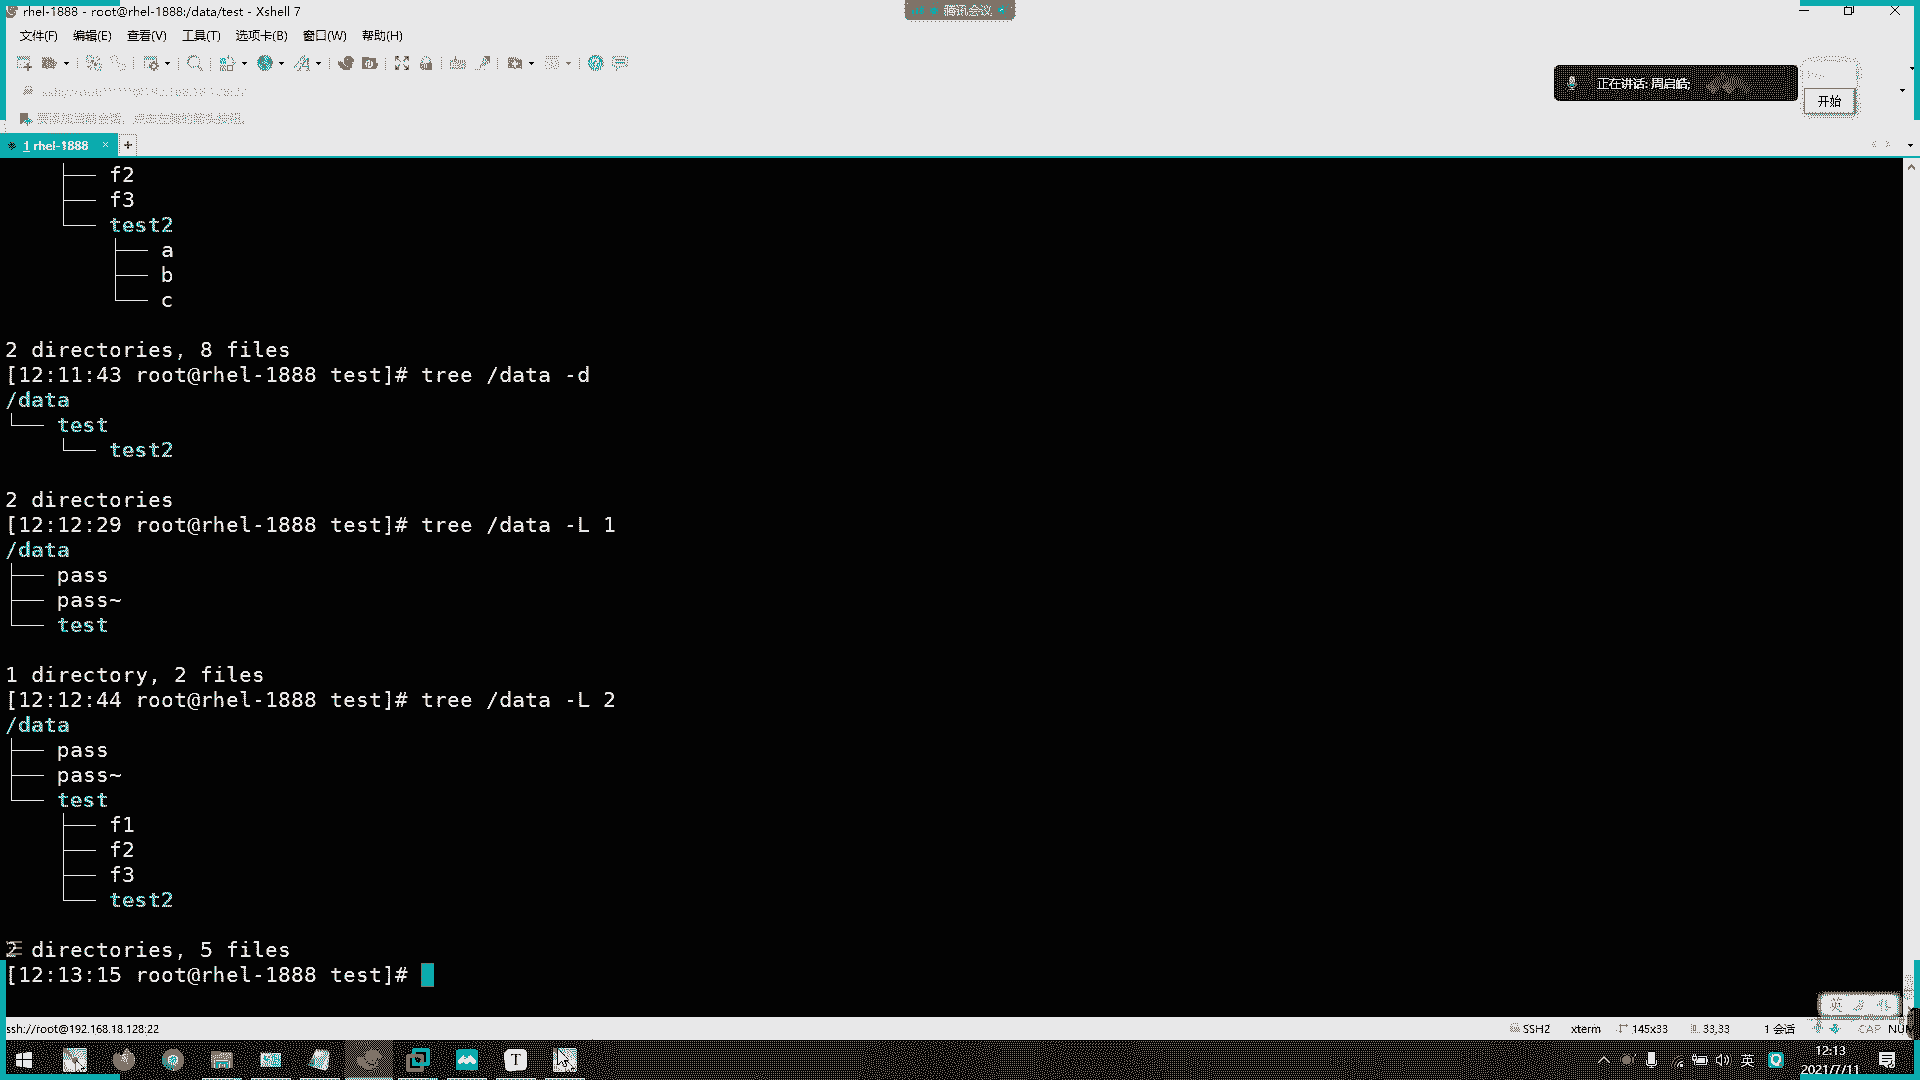 rhel-1888 - root@rhel-1888:/data/test - Xshell 7
腾讯会议
文件(F) 编辑(E) 查看(V) 工具(T) 选项卡(B) 窗口(W) 帮助(H)
正在讲话: 周启皓;
开始
1 rhel-1888 × +
├── f2
├── f3
└── test2
├── a
├── b
└── c
2 directories, 8 files
[12:11:43 root@rhel-1888 test]# tree /data -d
/data
└── test
└── test2
2 directories
[12:12:29 root@rhel-1888 test]# tree /data -L 1
/data
├── pass
├── pass~
└── test
1 directory, 2 files
[12:12:44 root@rhel-1888 test]# tree /data -L 2
/data
├── pass
├── pass~
└── test
├── f1
├── f2
├── f3
└── test2
2 directories, 5 files
[12:13:15 root@rhel-1888 test]#
英
ssh://root@192.168.18.128:22 SSH2 xterm 145x33 33,33 1 会话 CAP NUM
T
英
12:13
2021/7/11